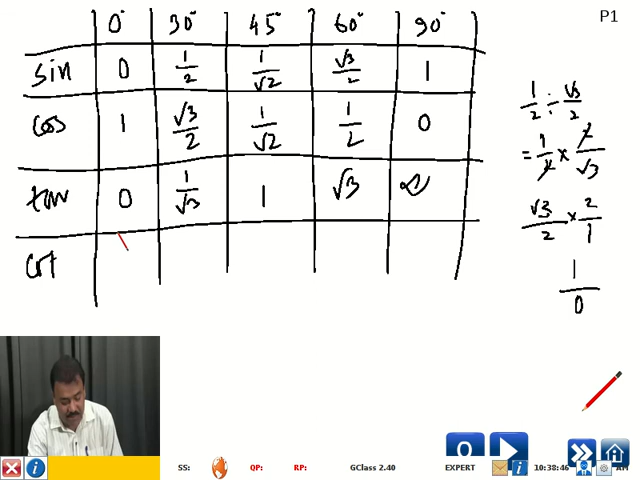 P1
0° 30° 45° 60° 90°
sin 0 1/2 1/√2 √3/2 1
cos 1 √3/2 1/√2 1/2 0
tan 0 1/√3 1 √3 ∞
cot
1/2 ÷ √3/2
= 1/2 × 2/√3
√3/2 × 2/1
1/0
SS: QP: RP: GClass 2.40 EXPERT 10:38:46